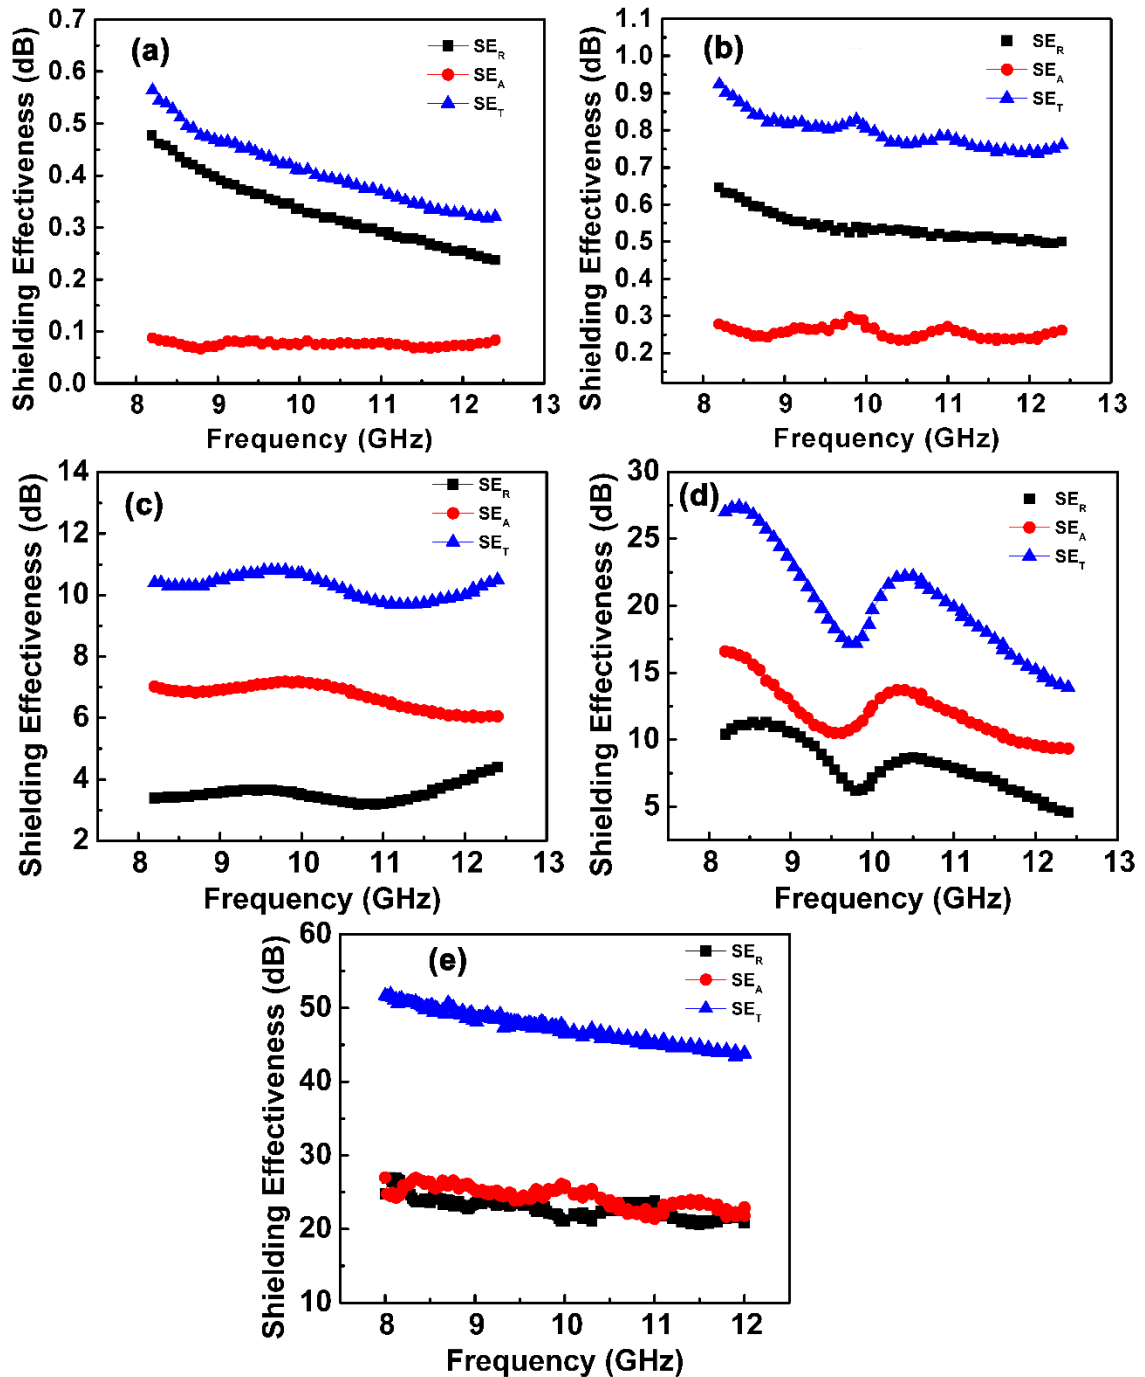 (a)
SE_R
SE_A
SE_T
0.7
0.6
0.5
0.4
0.3
0.2
0.1
0.0
Shielding Effectiveness (dB)
8 9 10 11 12 13
Frequency (GHz)
(b)
SE_R
SE_A
SE_T
1.1
1.0
0.9
0.8
0.7
0.6
0.5
0.4
0.3
0.2
Shielding Effectiveness (dB)
8 9 10 11 12 13
Frequency (GHz)
(c)
SE_R
SE_A
SE_T
14
12
10
8
6
4
2
Shielding Effectiveness (dB)
8 9 10 11 12 13
Frequency (GHz)
(d)
SE_R
SE_A
SE_T
30
25
20
15
10
5
Shielding Effectiveness (dB)
8 9 10 11 12 13
Frequency (GHz)
(e)
SE_R
SE_A
SE_T
60
50
40
30
20
10
Shielding Effectiveness (dB)
8 9 10 11 12
Frequency (GHz)